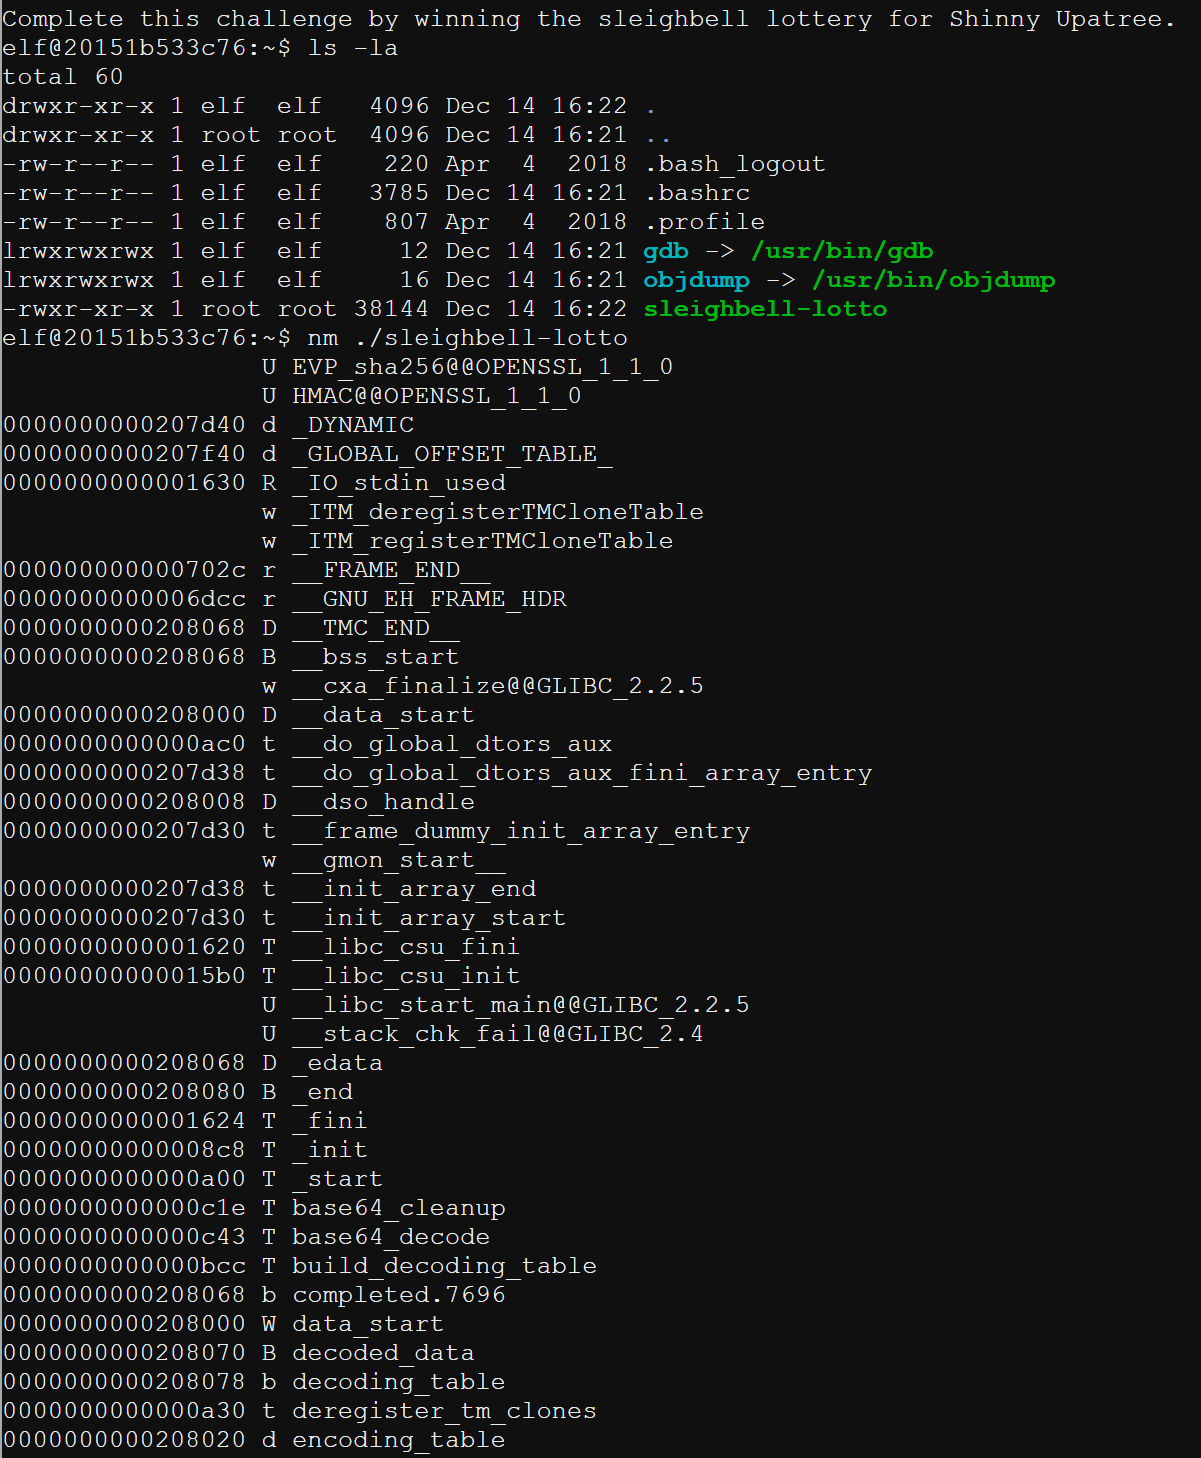 Complete this challenge by winning the sleighbell lottery for Shinny Upatree.
elf@20151b533c76:~$ ls -la
total 60
drwxr-xr-x 1 elf  elf   4096 Dec 14 16:22 .
drwxr-xr-x 1 root root  4096 Dec 14 16:21 ..
-rw-r--r-- 1 elf  elf    220 Apr  4  2018 .bash_logout
-rw-r--r-- 1 elf  elf   3785 Dec 14 16:21 .bashrc
-rw-r--r-- 1 elf  elf    807 Apr  4  2018 .profile
lrwxrwxrwx 1 elf  elf     12 Dec 14 16:21 gdb -> /usr/bin/gdb
lrwxrwxrwx 1 elf  elf     16 Dec 14 16:21 objdump -> /usr/bin/objdump
-rwxr-xr-x 1 root root 38144 Dec 14 16:22 sleighbell-lotto
elf@20151b533c76:~$ nm ./sleighbell-lotto
                 U EVP_sha256@@OPENSSL_1_1_0
                 U HMAC@@OPENSSL_1_1_0
0000000000207d40 d _DYNAMIC
0000000000207f40 d _GLOBAL_OFFSET_TABLE_
0000000000001630 R _IO_stdin_used
                 w _ITM_deregisterTMCloneTable
                 w _ITM_registerTMCloneTable
000000000000702c r __FRAME_END__
0000000000006dcc r __GNU_EH_FRAME_HDR
0000000000208068 D __TMC_END__
0000000000208068 B __bss_start
                 w __cxa_finalize@@GLIBC_2.2.5
0000000000208000 D __data_start
0000000000000ac0 t __do_global_dtors_aux
0000000000207d38 t __do_global_dtors_aux_fini_array_entry
0000000000208008 D __dso_handle
0000000000207d30 t __frame_dummy_init_array_entry
                 w __gmon_start__
0000000000207d38 t __init_array_end
0000000000207d30 t __init_array_start
0000000000001620 T __libc_csu_fini
00000000000015b0 T __libc_csu_init
                 U __libc_start_main@@GLIBC_2.2.5
                 U __stack_chk_fail@@GLIBC_2.4
0000000000208068 D _edata
0000000000208080 B _end
0000000000001624 T _fini
00000000000008c8 T _init
0000000000000a00 T _start
0000000000000c1e T base64_cleanup
0000000000000c43 T base64_decode
0000000000000bcc T build_decoding_table
0000000000208068 b completed.7696
0000000000208000 W data_start
0000000000208070 B decoded_data
0000000000208078 b decoding_table
0000000000000a30 t deregister_tm_clones
0000000000208020 d encoding_table